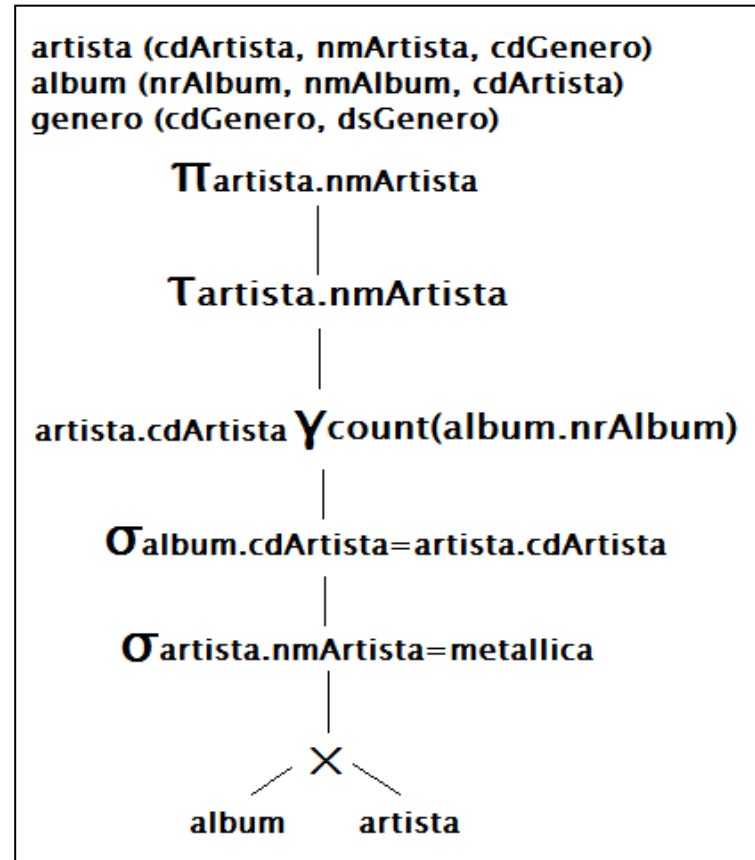 artista (cdArtista, nmArtista, cdGenero)
album (nrAlbum, nmAlbum, cdArtista)
genero (cdGenero, dsGenero)
πartista.nmArtista
τartista.nmArtista
artista.cdArtista γcount(album.nrAlbum)
σalbum.cdArtista=artista.cdArtista
σartista.nmArtista=metallica
×
album artista